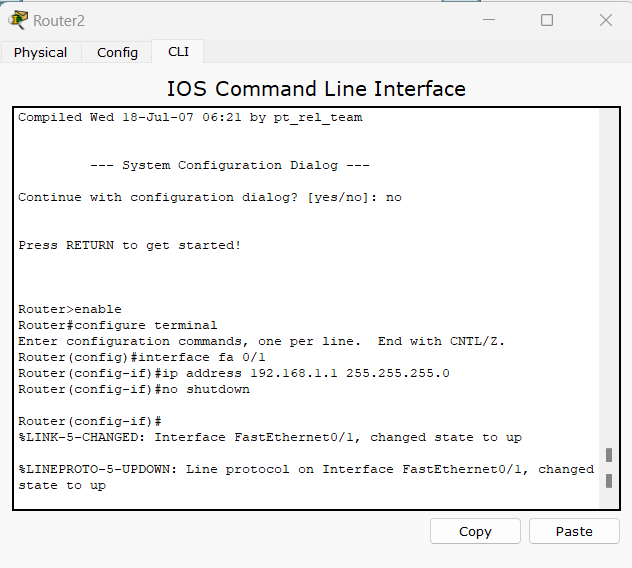 Router2
Physical Config CLI
IOS Command Line Interface
Compiled Wed 18-Jul-07 06:21 by pt_rel_team
--- System Configuration Dialog ---
Continue with configuration dialog? [yes/no]: no
Press RETURN to get started!
Router>enable
Router#configure terminal
Enter configuration commands, one per line.  End with CNTL/Z.
Router(config)#interface fa 0/1
Router(config-if)#ip address 192.168.1.1 255.255.255.0
Router(config-if)#no shutdown
Router(config-if)#
%LINK-5-CHANGED: Interface FastEthernet0/1, changed state to up
%LINEPROTO-5-UPDOWN: Line protocol on Interface FastEthernet0/1, changed
state to up
Copy Paste